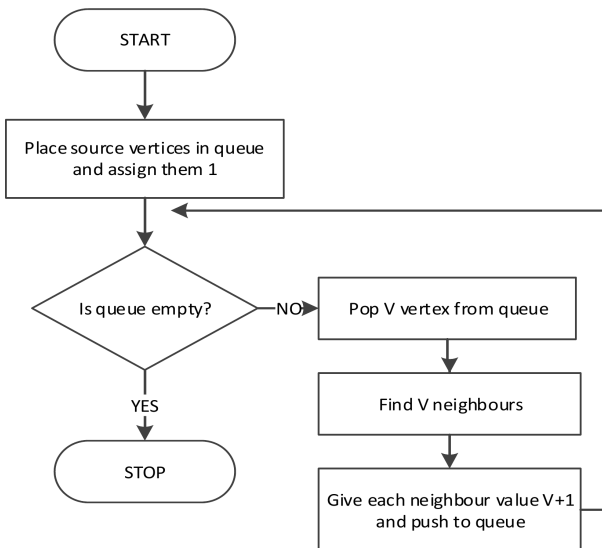 START
Place source vertices in queue
and assign them 1
Is queue empty?
NO
Pop V vertex from queue
Find V neighbours
YES
STOP
Give each neighbour value V+1
and push to queue